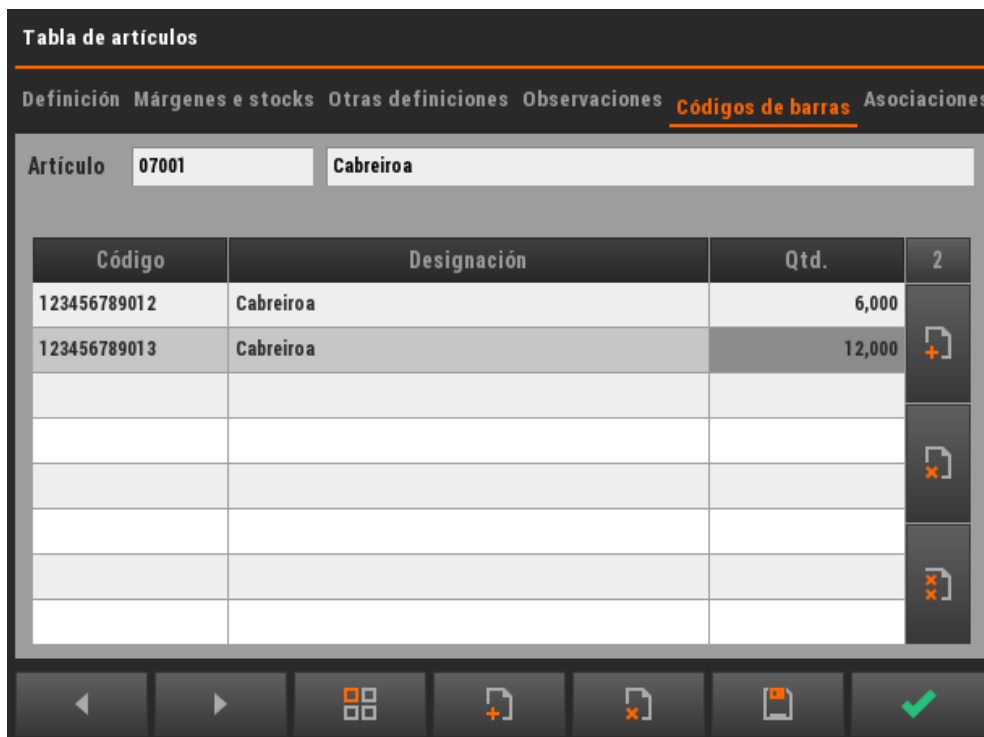 Tabla de artículos
Definición Márgenes e stocks Otras definiciones Observaciones Códigos de barras Asociaciones
Artículo 07001 Cabreiroa
Código Designación Qtd. 2
123456789012 Cabreiroa 6,000
123456789013 Cabreiroa 12,000